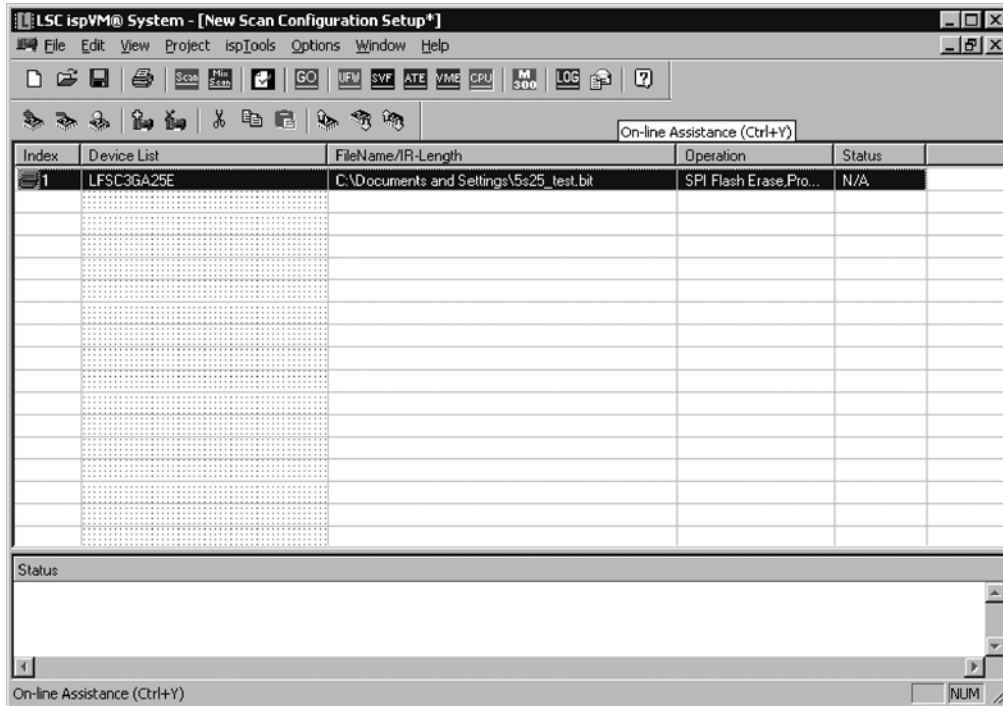 LSC ispVM® System - [New Scan Configuration Setup*]
File Edit View Project ispTools Options Window Help
Scan Mix Scan GO UFW SVF ATE VME CPU M 300 LOG
On-line Assistance (Ctrl+Y)
Index Device List FileName/IR-Length Operation Status
1 LFSC3GA25E C:\Documents and Settings\5s25_test.bit SPI Flash Erase,Pro... N/A
Status
On-line Assistance (Ctrl+Y) NUM